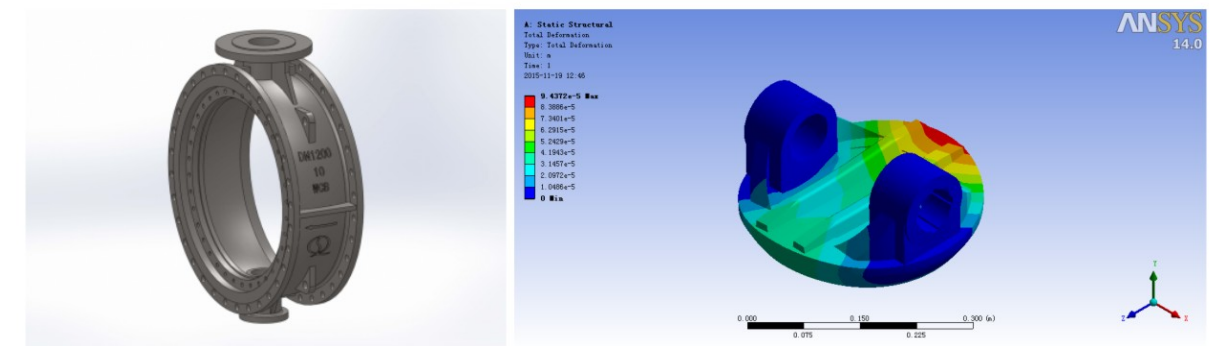 DN1200
10
WCB
A: Static Structural
Total Deformation
Type: Total Deformation
Unit: m
Time: 1
2015-11-19 12:46
9.4372e-5 Max
8.3886e-5
7.3401e-5
6.2915e-5
5.2429e-5
4.1943e-5
3.1457e-5
2.0972e-5
1.0486e-5
0 Min
ANSYS
14.0
0.000
0.150
0.300 (m)
0.075
0.225
Y
Z
X